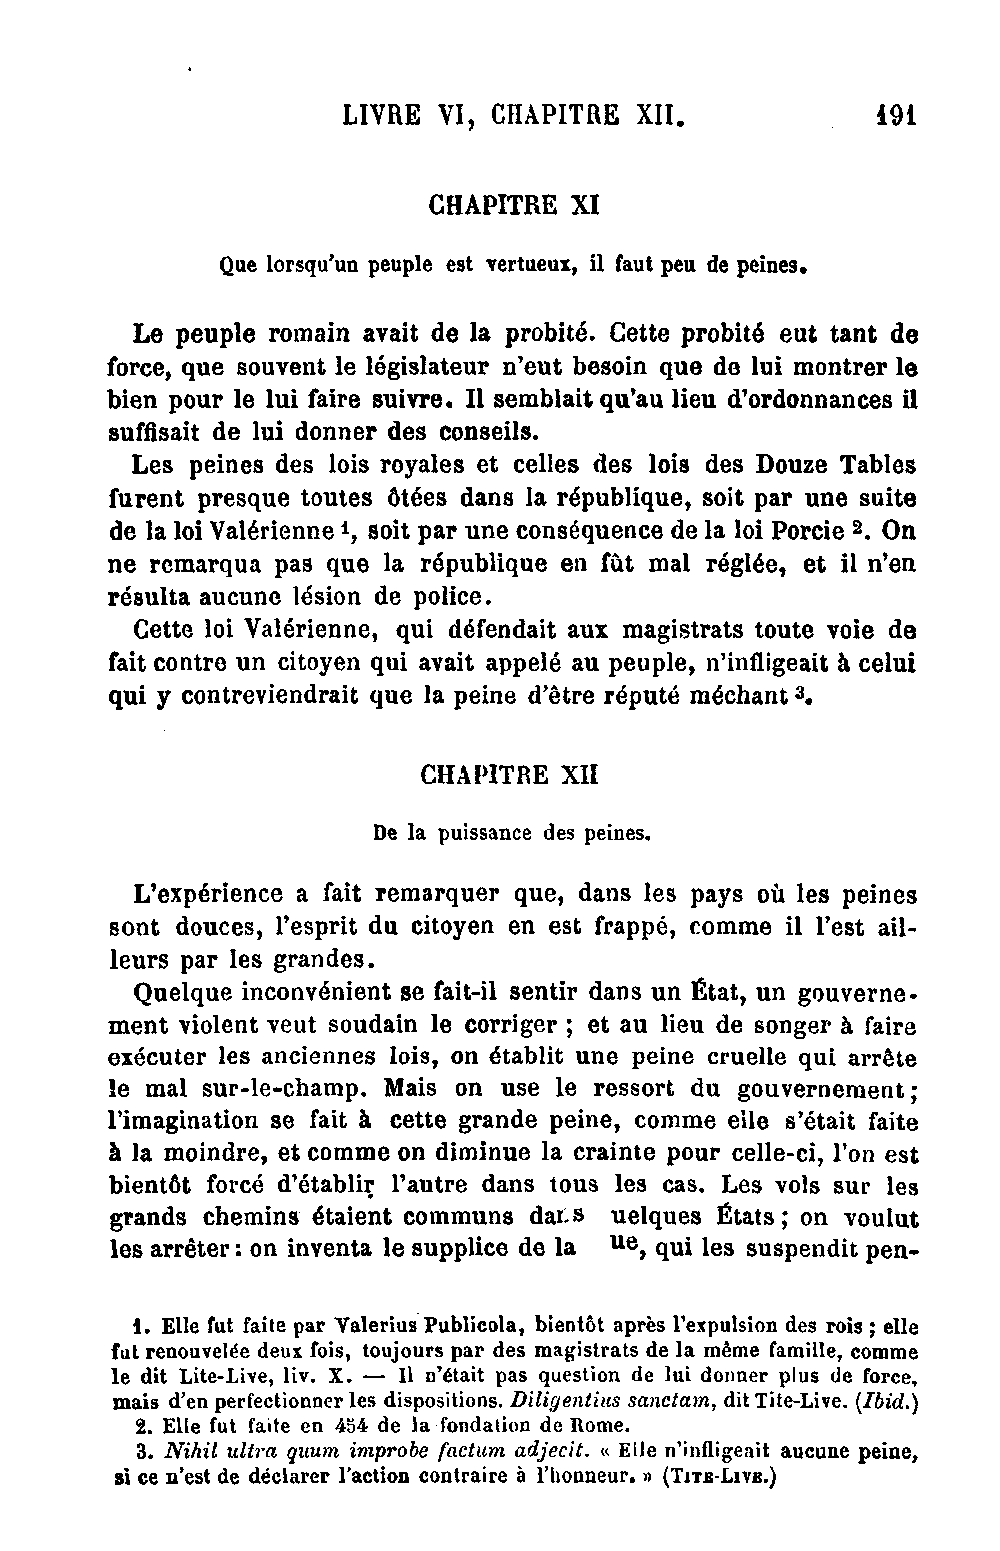 LIVRE VI, CHAPITRE XII. 191
CHAPITRE XI
Que lorsqu'un peuple est vertueux, il faut peu de peines.
Le peuple romain avait de la probité. Cette probité eut tant de
force, que souvent le législateur n'eut besoin que de lui montrer le
bien pour le lui faire suivre. Il semblait qu'au lieu d'ordonnances il
suffisait de lui donner des conseils.
Les peines des lois royales et celles des lois des Douze Tables
furent presque toutes ôtées dans la république, soit par une suite
de la loi Valérienne 1, soit par une conséquence de la loi Porcie 2. On
ne remarqua pas que la république en fût mal réglée, et il n'en
résulta aucune lésion de police.
Cette loi Valérienne, qui défendait aux magistrats toute voie de
fait contre un citoyen qui avait appelé au peuple, n'infligeait à celui
qui y contreviendrait que la peine d'être réputé méchant 3.
CHAPITRE XII
De la puissance des peines.
L'expérience a fait remarquer que, dans les pays où les peines
sont douces, l'esprit du citoyen en est frappé, comme il l'est ail-
leurs par les grandes.
Quelque inconvénient se fait-il sentir dans un État, un gouverne-
ment violent veut soudain le corriger ; et au lieu de songer à faire
exécuter les anciennes lois, on établit une peine cruelle qui arrête
le mal sur-le-champ. Mais on use le ressort du gouvernement ;
l'imagination se fait à cette grande peine, comme elle s'était faite
à la moindre, et comme on diminue la crainte pour celle-ci, l'on est
bientôt forcé d'établir l'autre dans tous les cas. Les vols sur les
grands chemins étaient communs dans uelques États ; on voulut
les arrêter : on inventa le supplice de la ue, qui les suspendit pen-
1. Elle fut faite par Valerius Publicola, bientôt après l'expulsion des rois ; elle
fut renouvelée deux fois, toujours par des magistrats de la même famille, comme
le dit Lite-Live, liv. X. — Il n'était pas question de lui donner plus de force,
mais d'en perfectionner les dispositions. Diligentius sanctam, dit Tite-Live. (Ibid.)
2. Elle fut faite en 454 de la fondation de Rome.
3. Nihil ultra quum improbe factum adjecit. « Elle n'infligeait aucune peine,
si ce n'est de déclarer l'action contraire à l'honneur. » (TITE-LIVE.)